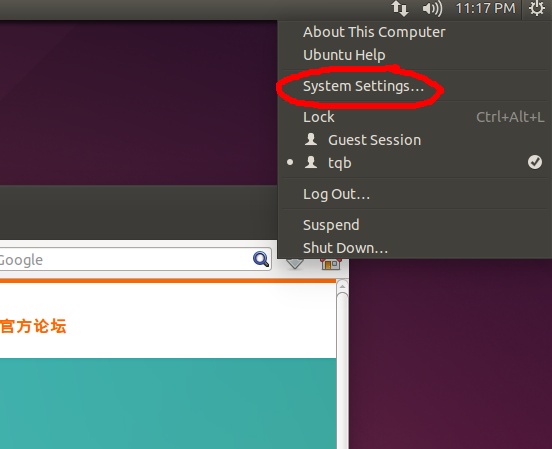 11:17 PM
About This Computer
Ubuntu Help
System Settings...
Lock Ctrl+Alt+L
Guest Session
tqb
Log Out...
Suspend
Shut Down...
Google
官方论坛